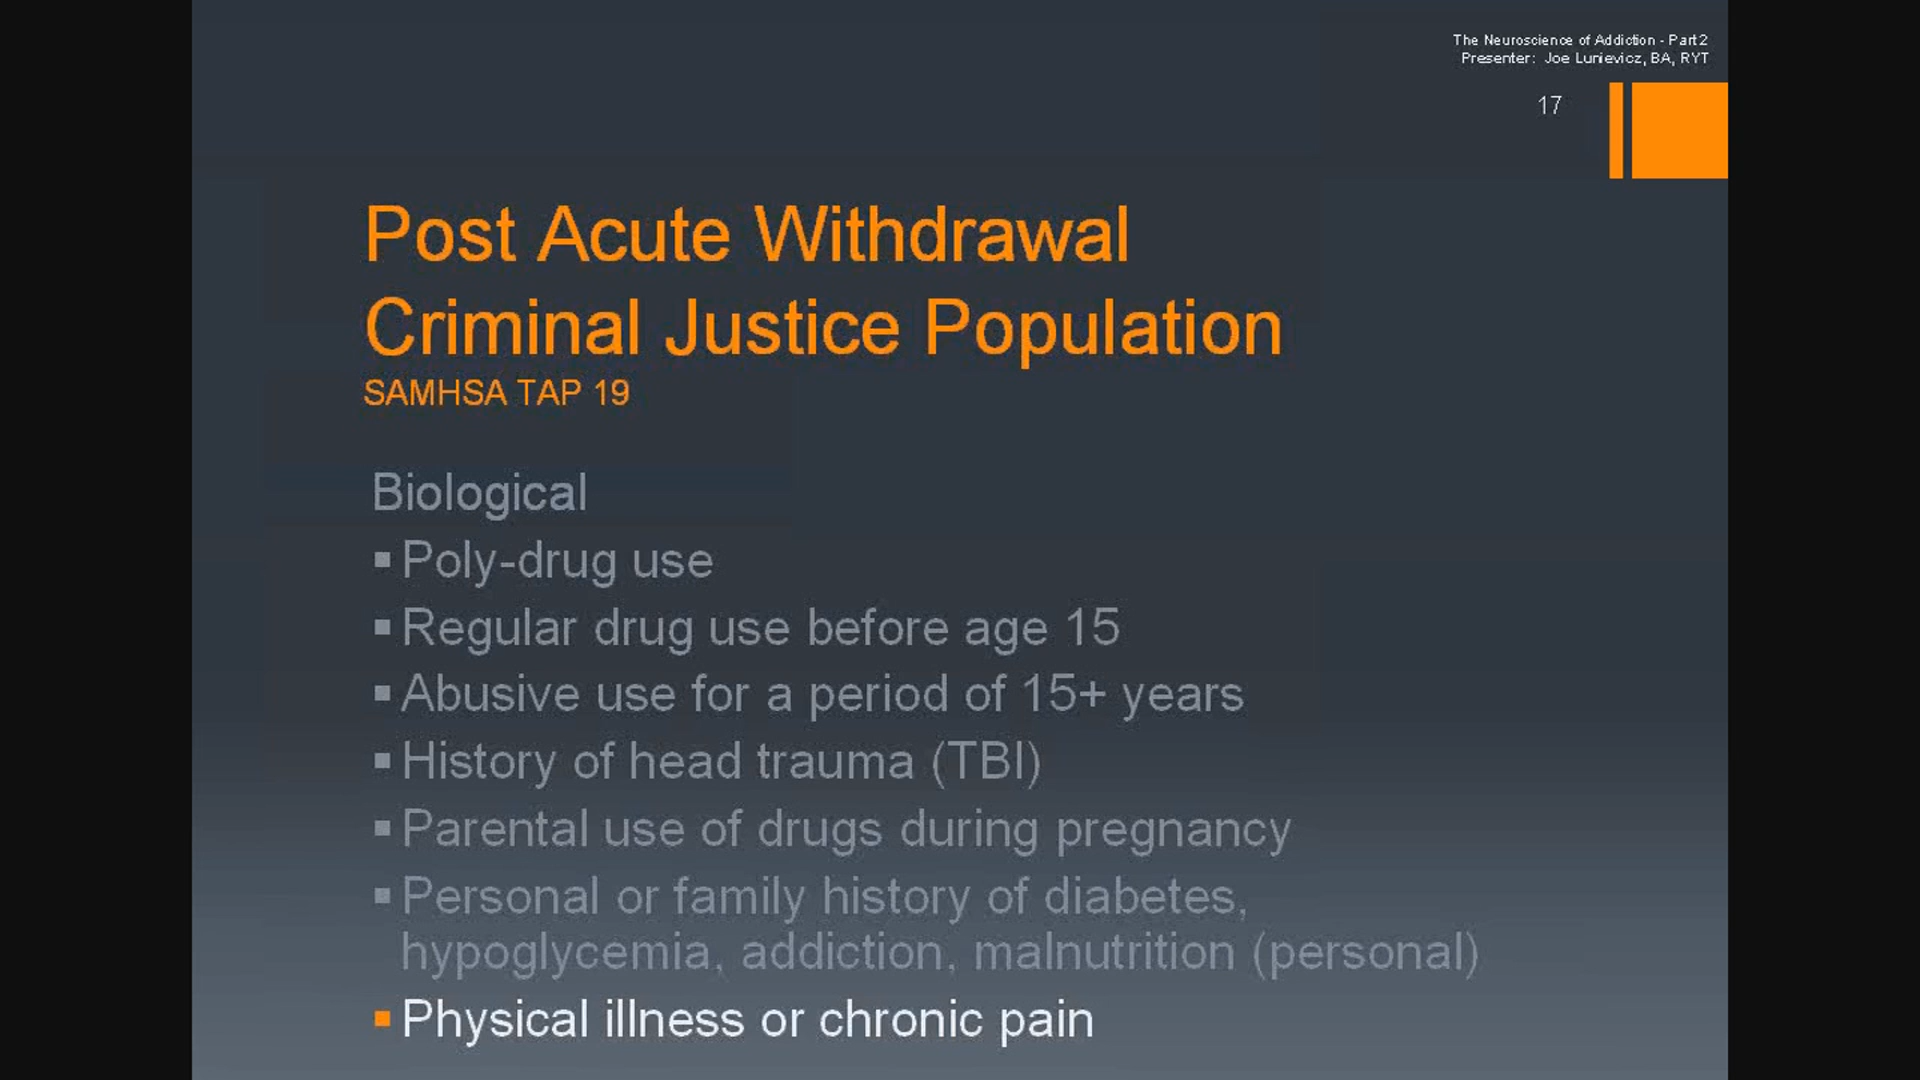 The Neuroscience of Addiction - Part 2
Presenter: Joe Lunievicz, BA, RYT
17
Post Acute Withdrawal
Criminal Justice Population
SAMHSA TAP 19
Biological
▪ Poly-drug use
▪ Regular drug use before age 15
▪ Abusive use for a period of 15+ years
▪ History of head trauma (TBI)
▪ Parental use of drugs during pregnancy
▪ Personal or family history of diabetes,
hypoglycemia, addiction, malnutrition (personal)
▪ Physical illness or chronic pain